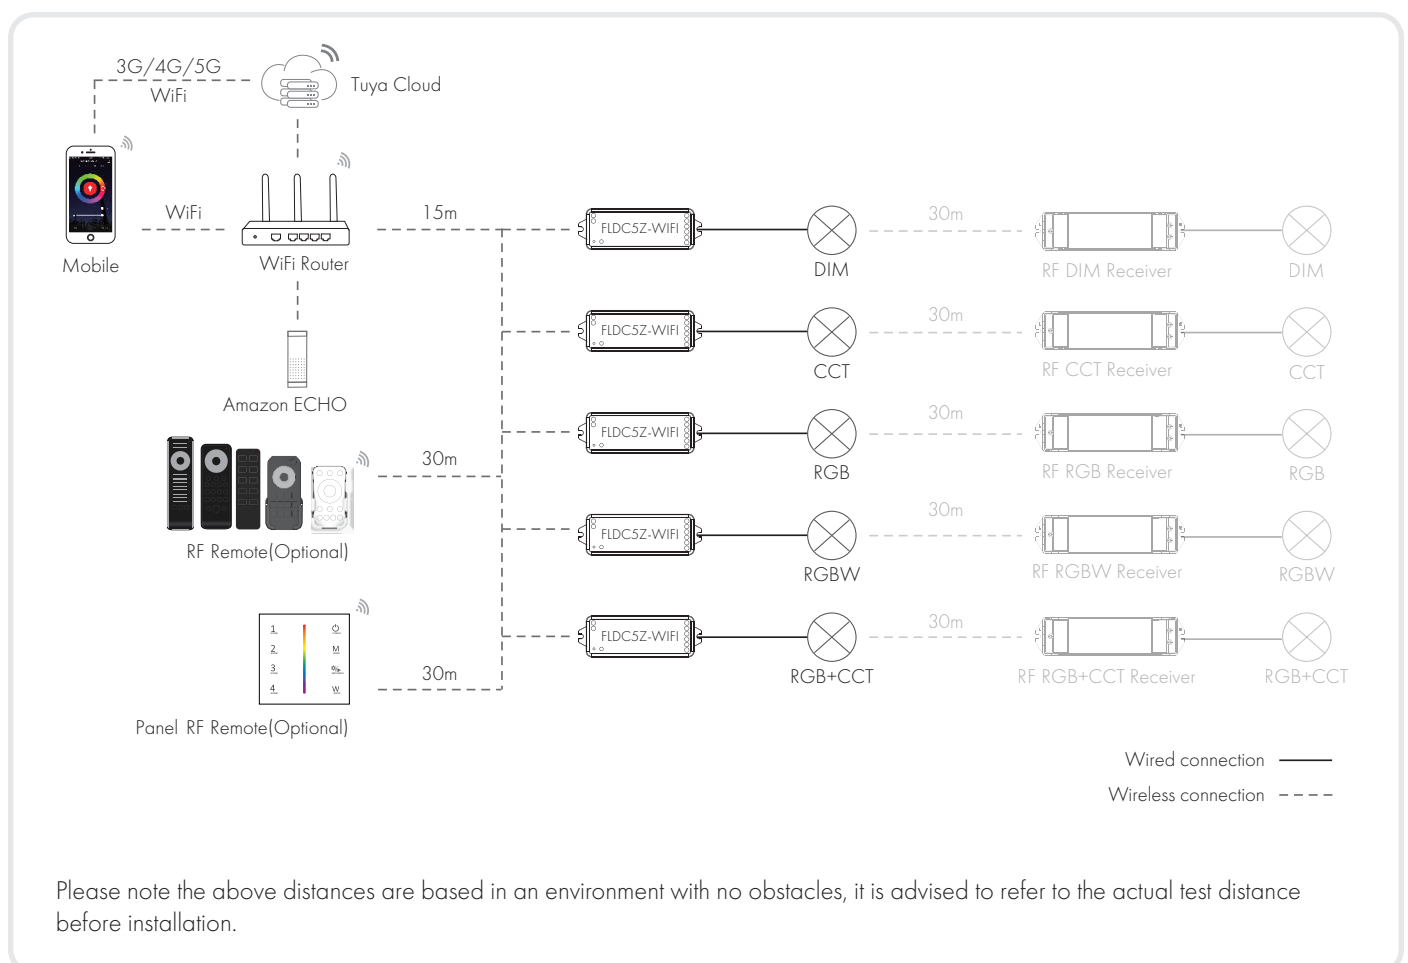 3G/4G/5G
WiFi
Tuya Cloud
WiFi
Mobile
WiFi Router
15m
Amazon ECHO
30m
RF Remote(Optional)
1
2
3
4
M
W
30m
Panel RF Remote(Optional)
FLDC5Z-WIFI
DIM
30m
RF DIM Receiver
DIM
FLDC5Z-WIFI
CCT
30m
RF CCT Receiver
CCT
FLDC5Z-WIFI
RGB
30m
RF RGB Receiver
RGB
FLDC5Z-WIFI
RGBW
30m
RF RGBW Receiver
RGBW
FLDC5Z-WIFI
RGB+CCT
30m
RF RGB+CCT Receiver
RGB+CCT
Wired connection
Wireless connection
Please note the above distances are based in an environment with no obstacles, it is advised to refer to the actual test distance
before installation.